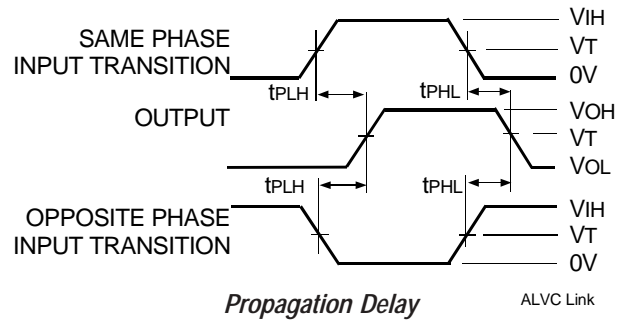 SAME PHASE
INPUT TRANSITION
VIH
VT
0V
tPLH
tPHL
OUTPUT
VOH
VT
VOL
tPLH
tPHL
OPPOSITE PHASE
INPUT TRANSITION
VIH
VT
0V
Propagation Delay
ALVC Link